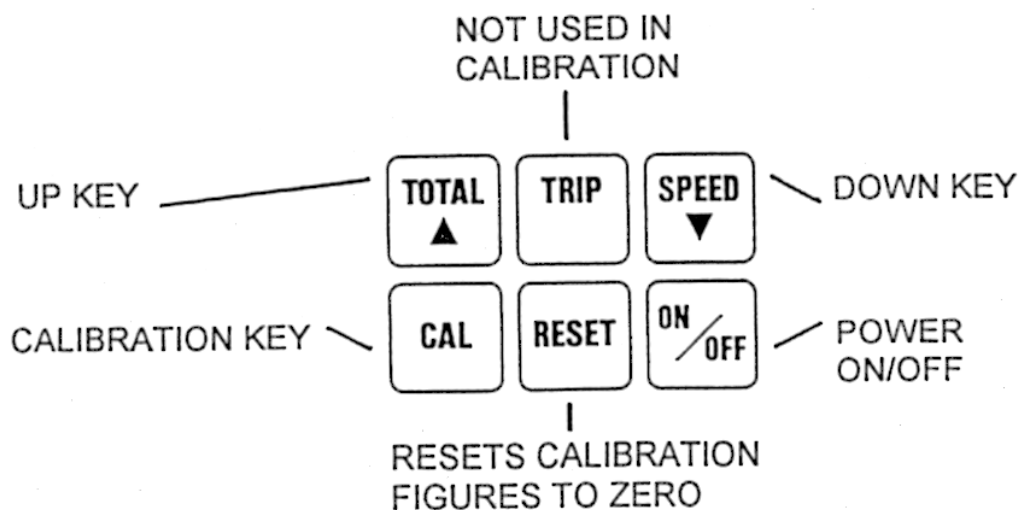 NOT USED IN
CALIBRATION
UP KEY
TOTAL
TRIP
SPEED
DOWN KEY
CALIBRATION KEY
CAL
RESET
ON/OFF
POWER
ON/OFF
RESETS CALIBRATION
FIGURES TO ZERO